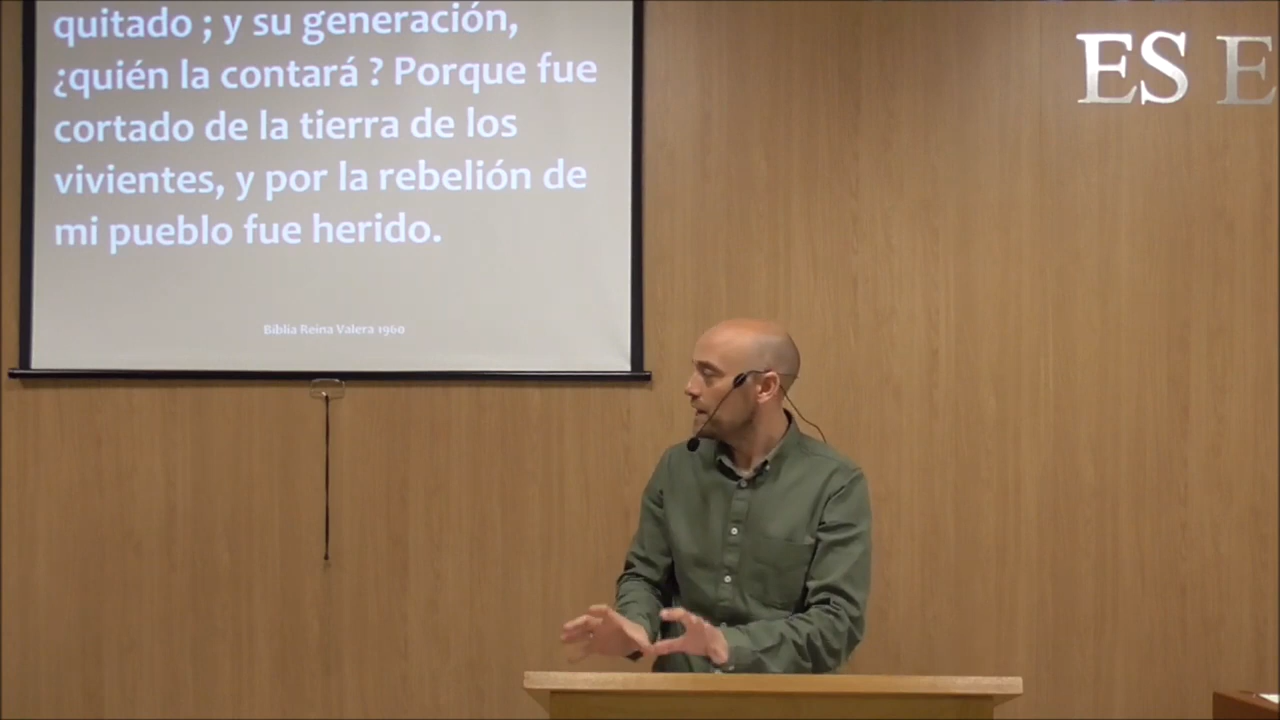 quitado ; y su generación,
¿quién la contará ? Porque fue
cortado de la tierra de los
vivientes, y por la rebelión de
mi pueblo fue herido.
Biblia Reina Valera 1960
ES E